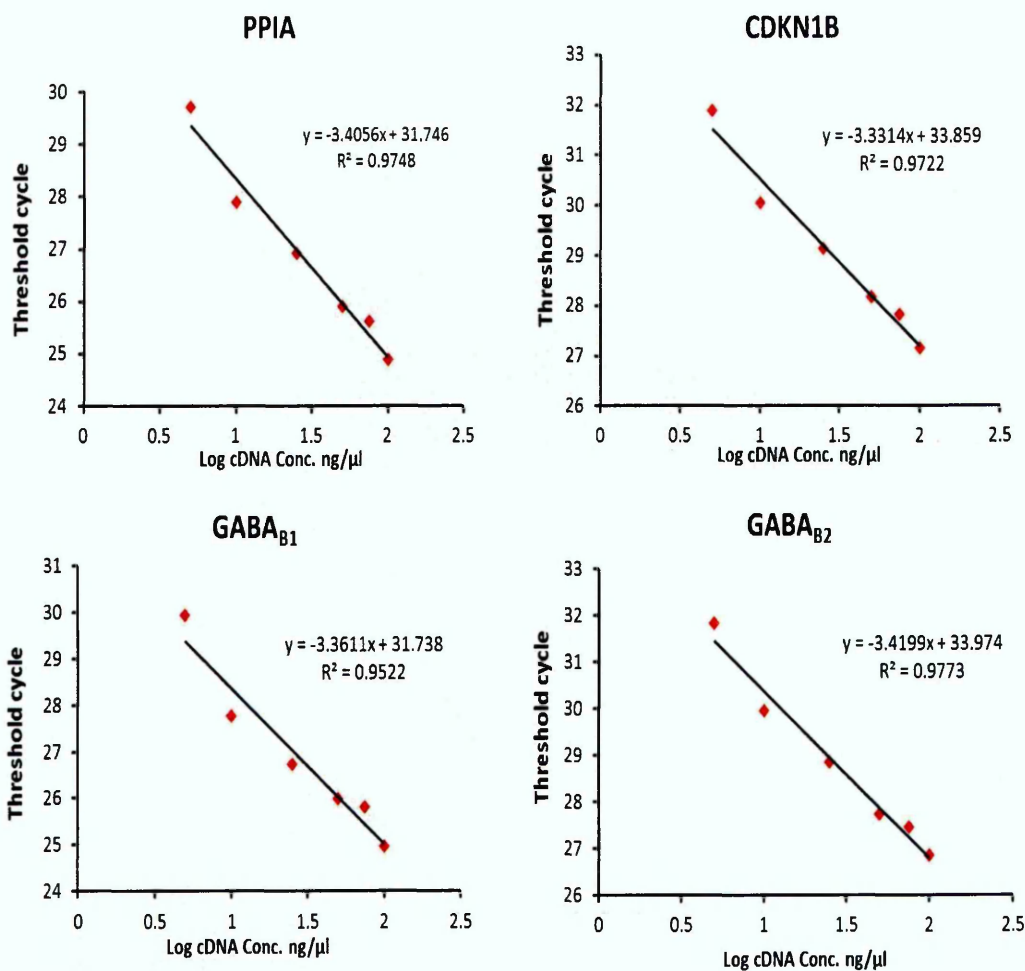 PPIA
30
29
28
27
26
25
24
0
0.5
1
1.5
2
2.5
Threshold cycle
Log cDNA Conc. ng/µl
y = -3.4056x + 31.746
R² = 0.9748
CDKN1B
33
32
31
30
29
28
27
26
0
0.5
1
1.5
2
2.5
Threshold cycle
Log cDNA Conc. ng/µl
y = -3.3314x + 33.859
R² = 0.9722
GABAB1
31
30
29
28
27
26
25
24
0
0.5
1
1.5
2
2.5
Threshold cycle
Log cDNA Conc. ng/µl
y = -3.3611x + 31.738
R² = 0.9522
GABAB2
33
32
31
30
29
28
27
26
0
0.5
1
1.5
2
2.5
Threshold cycle
Log cDNA Conc. ng/µl
y = -3.4199x + 33.974
R² = 0.9773